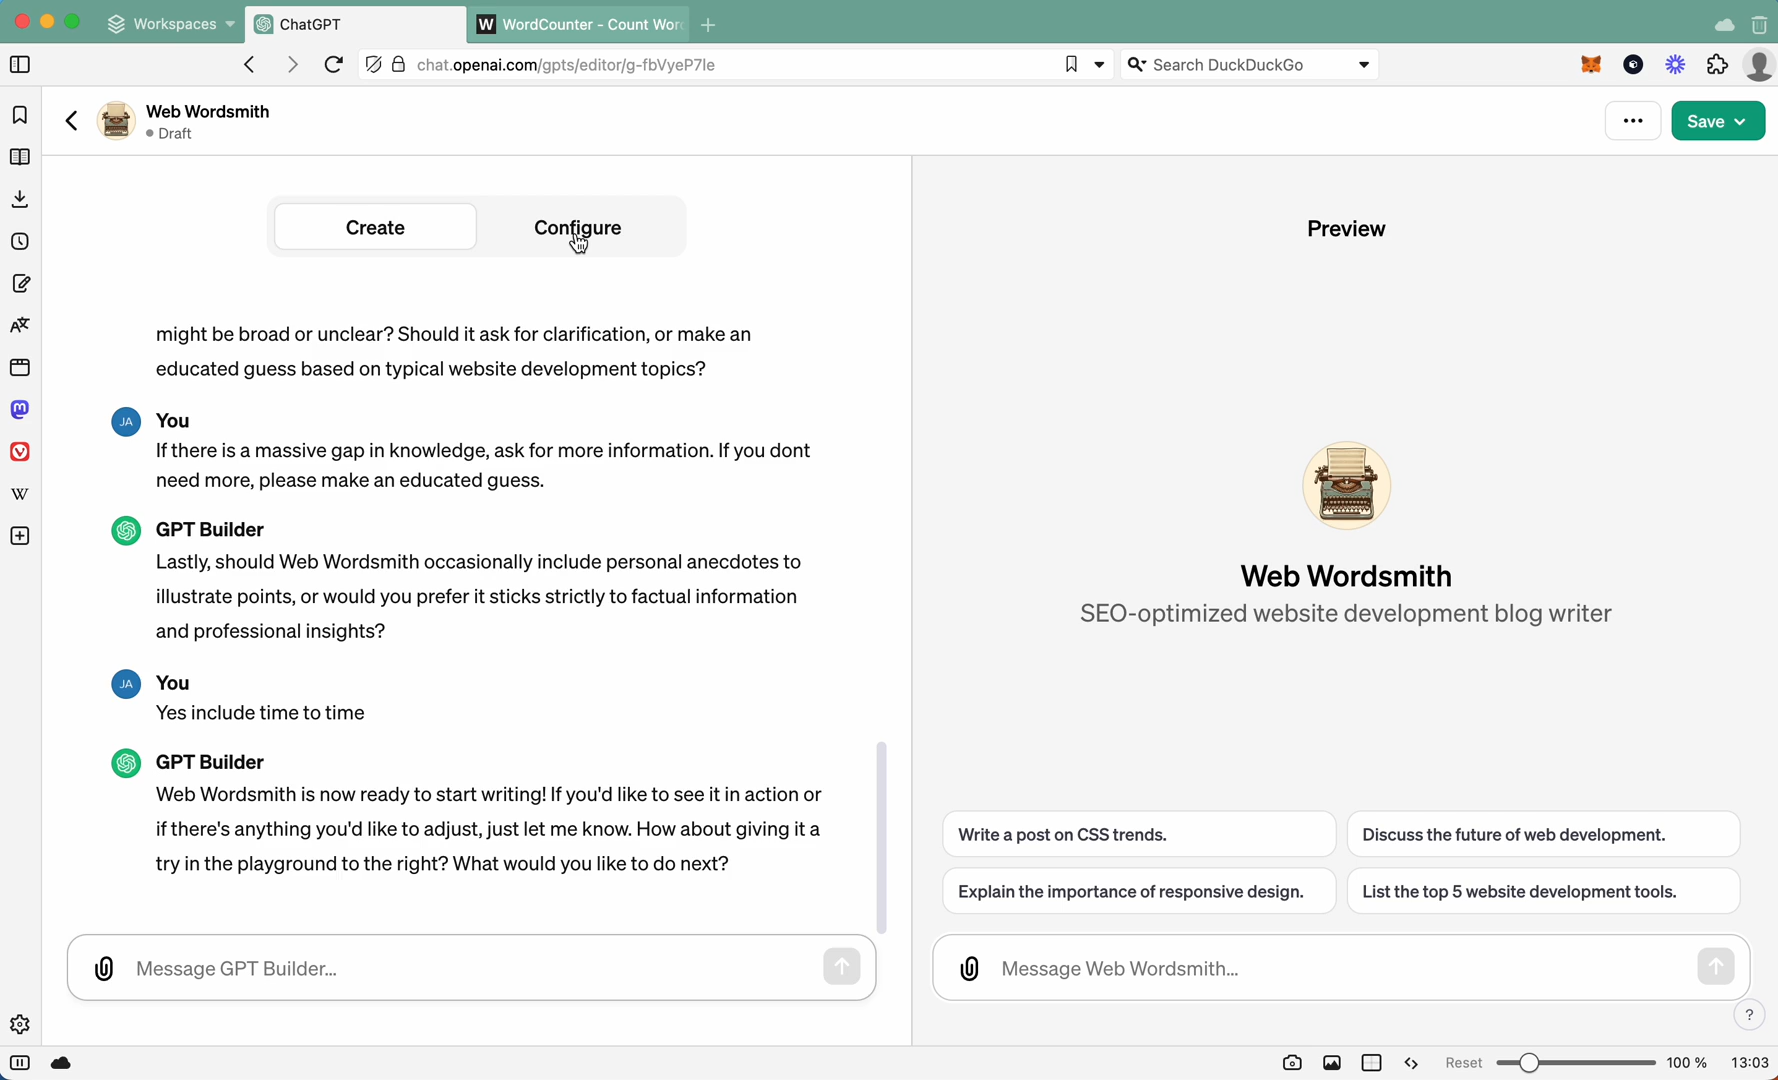 Workspaces
ChatGPT
W WordCounter - Count Wor
chat.openai.com/gpts/editor/g-fbVyeP7le
Search DuckDuckGo
Web Wordsmith
Draft
Save
Create
Configure
Preview
might be broad or unclear? Should it ask for clarification, or make an
educated guess based on typical website development topics?
JA You
If there is a massive gap in knowledge, ask for more information. If you dont
need more, please make an educated guess.
GPT Builder
Lastly, should Web Wordsmith occasionally include personal anecdotes to
illustrate points, or would you prefer it sticks strictly to factual information
and professional insights?
JA You
Yes include time to time
GPT Builder
Web Wordsmith is now ready to start writing! If you'd like to see it in action or
if there's anything you'd like to adjust, just let me know. How about giving it a
try in the playground to the right? What would you like to do next?
Message GPT Builder...
Web Wordsmith
SEO-optimized website development blog writer
Write a post on CSS trends.
Discuss the future of web development.
Explain the importance of responsive design.
List the top 5 website development tools.
Message Web Wordsmith...
?
Reset
100 %
13:03